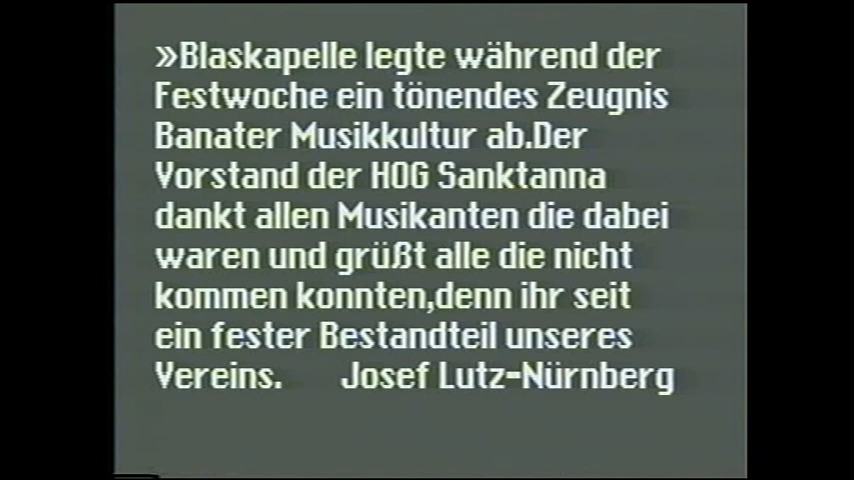 »Blaskapelle legte während der
Festwoche ein tönendes Zeugnis
Banater Musikkultur ab.Der
Vorstand der HOG Sanktanna
dankt allen Musikanten die dabei
waren und grüßt alle die nicht
kommen konnten,denn ihr seit
ein fester Bestandteil unseres
Vereins. Josef Lutz-Nürnberg